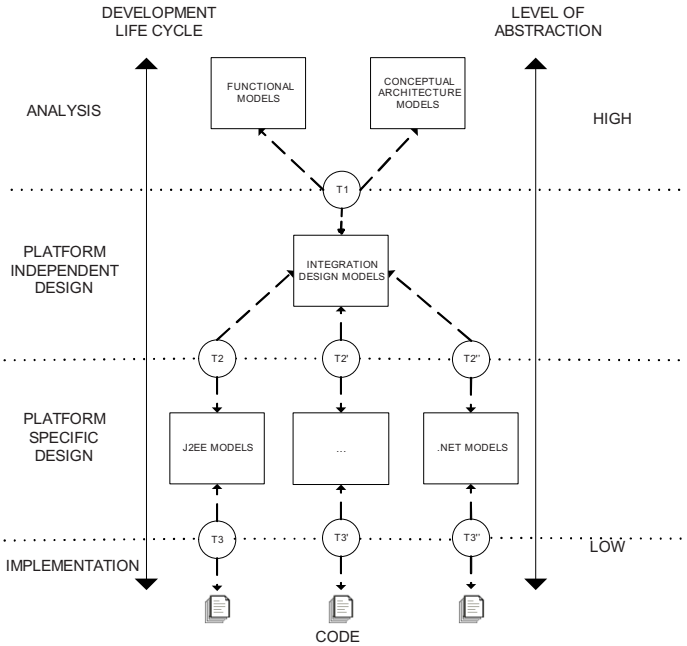 DEVELOPMENT
LIFE CYCLE
LEVEL OF
ABSTRACTION
FUNCTIONAL
MODELS
CONCEPTUAL
ARCHITECTURE
MODELS
ANALYSIS
HIGH
T1
PLATFORM
INDEPENDENT
DESIGN
INTEGRATION
DESIGN MODELS
T2
T2'
T2''
PLATFORM
SPECIFIC
DESIGN
J2EE MODELS
...
.NET MODELS
T3
T3'
T3''
LOW
IMPLEMENTATION
CODE